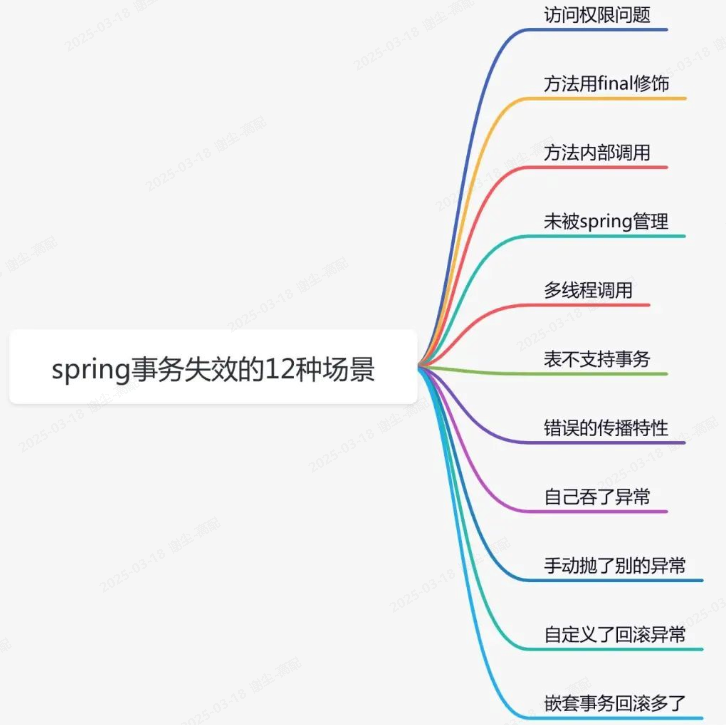 访问权限问题
方法用final修饰
方法内部调用
未被spring管理
多线程调用
spring事务失效的12种场景
表不支持事务
错误的传播特性
自己吞了异常
手动抛了别的异常
自定义了回滚异常
嵌套事务回滚多了